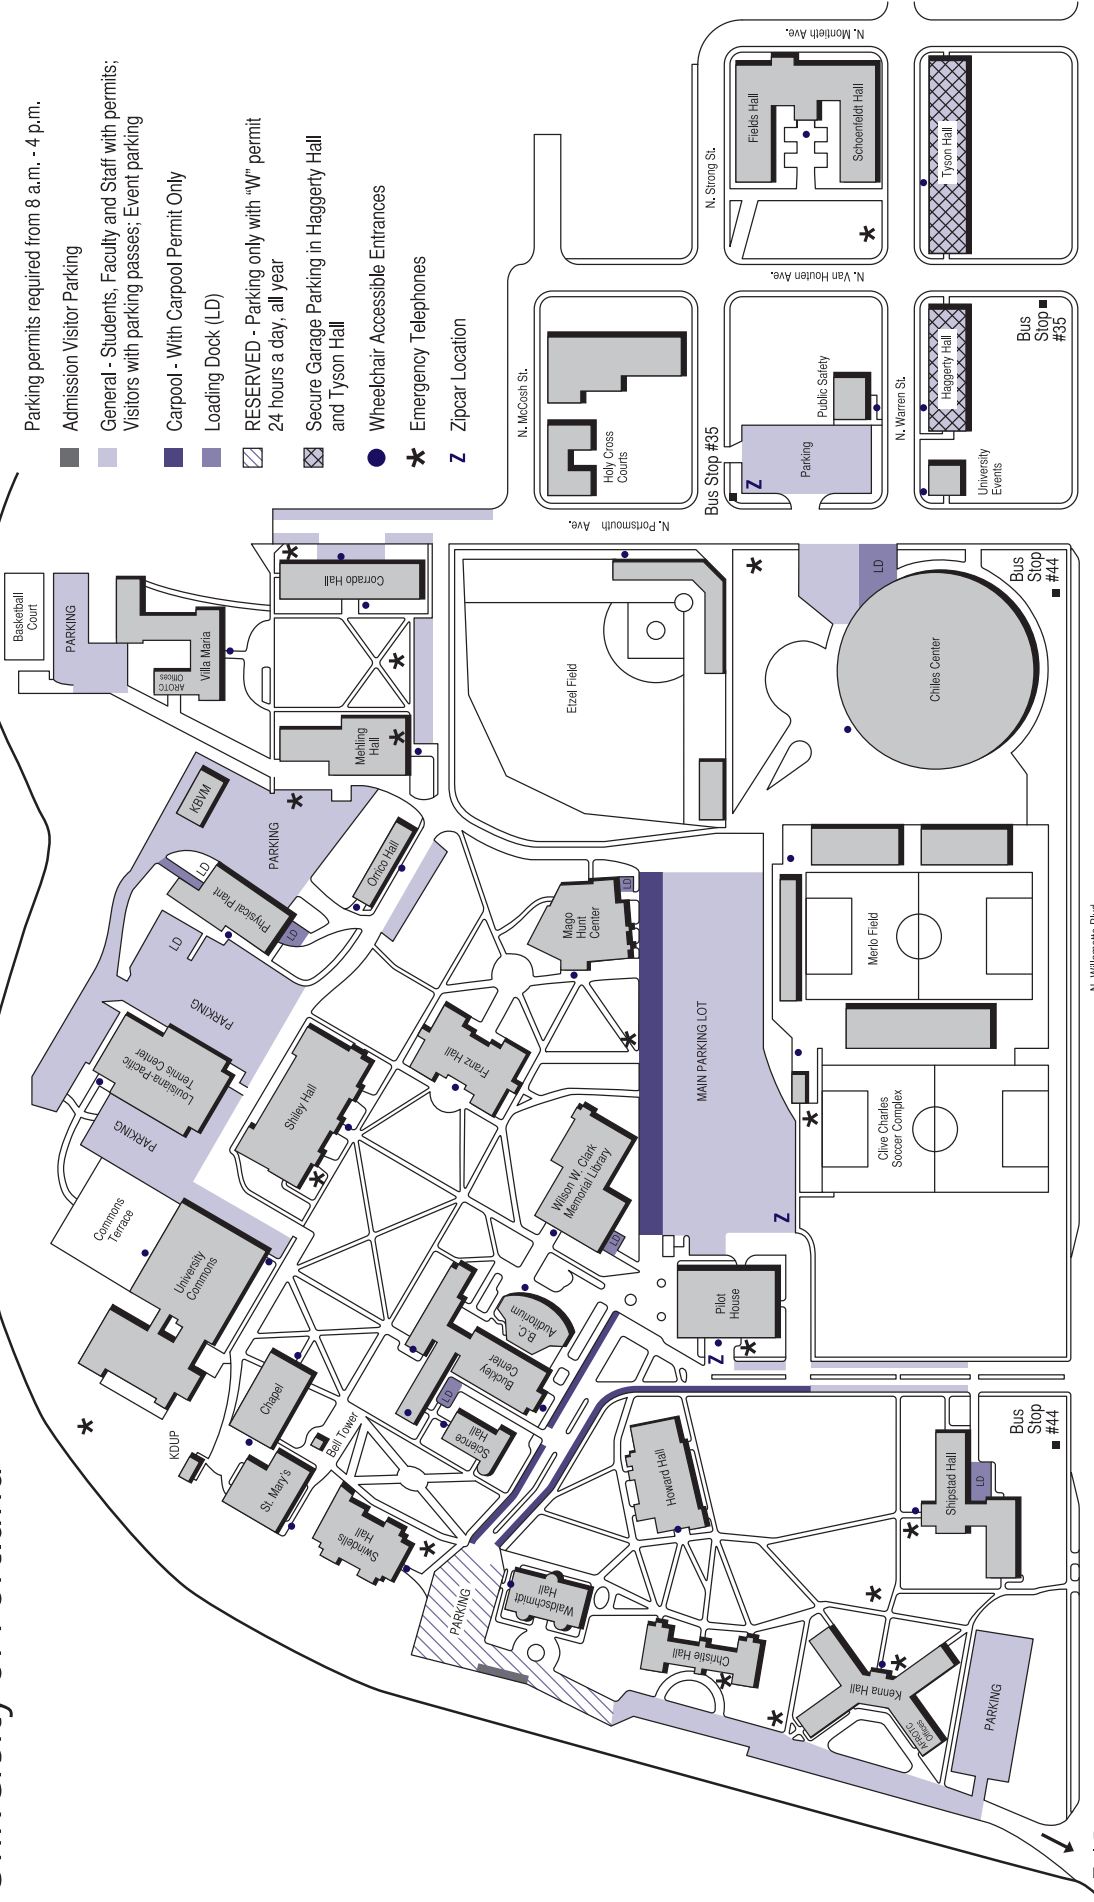 Parking permits required from 8 a.m. - 4 p.m.
Admission Visitor Parking
General - Students, Faculty and Staff with permits;
Visitors with parking passes; Event parking
Carpool - With Carpool Permit Only
Loading Dock (LD)
RESERVED - Parking only with “W” permit
24 hours a day, all year
Secure Garage Parking in Haggerty Hall
and Tyson Hall
Wheelchair Accessible Entrances
Emergency Telephones
Z Zipcar Location
Basketball
Court
PARKING
AROTC
Offices
Villa Maria
Corrado Hall
Mehling
Hall
KBVM
PARKING
LD
Physical Plant
LD
LD
Orrico Hall
PARKING
Louisiana-Pacific
Tennis Center
PARKING
Shiley Hall
Franz Hall
Mago
Hunt
Center
LD
Commons
Terrace
University
Commons
Wilson W. Clark
Memorial Library
LD
Chapel
KDUP
Bell Tower
St. Mary's
Swindells
Hall
Buckley
Center
B.C.
Auditorium
LD
Science
Hall
PARKING
Waldschmidt
Hall
Christie Hall
Howard Hall
Kenna Hall
AFROTC
Offices
PARKING
Shipstad Hall
LD
Bus
Stop
#44
Pilot
House
Z
Z
MAIN PARKING LOT
Clive Charles
Soccer Complex
Merlo Field
Etzel Field
Chiles Center
LD
Bus
Stop
#44
N. Portsmouth Ave.
N. McCosh St.
Holy Cross
Courts
Bus Stop #35
Z
Parking
Public Safety
N. Warren St.
University
Events
Haggerty Hall
Bus
Stop
#35
N. Van Houten Ave.
N. Strong St.
Fields Hall
Schoenfeldt Hall
Tyson Hall
N. Montieth Ave.